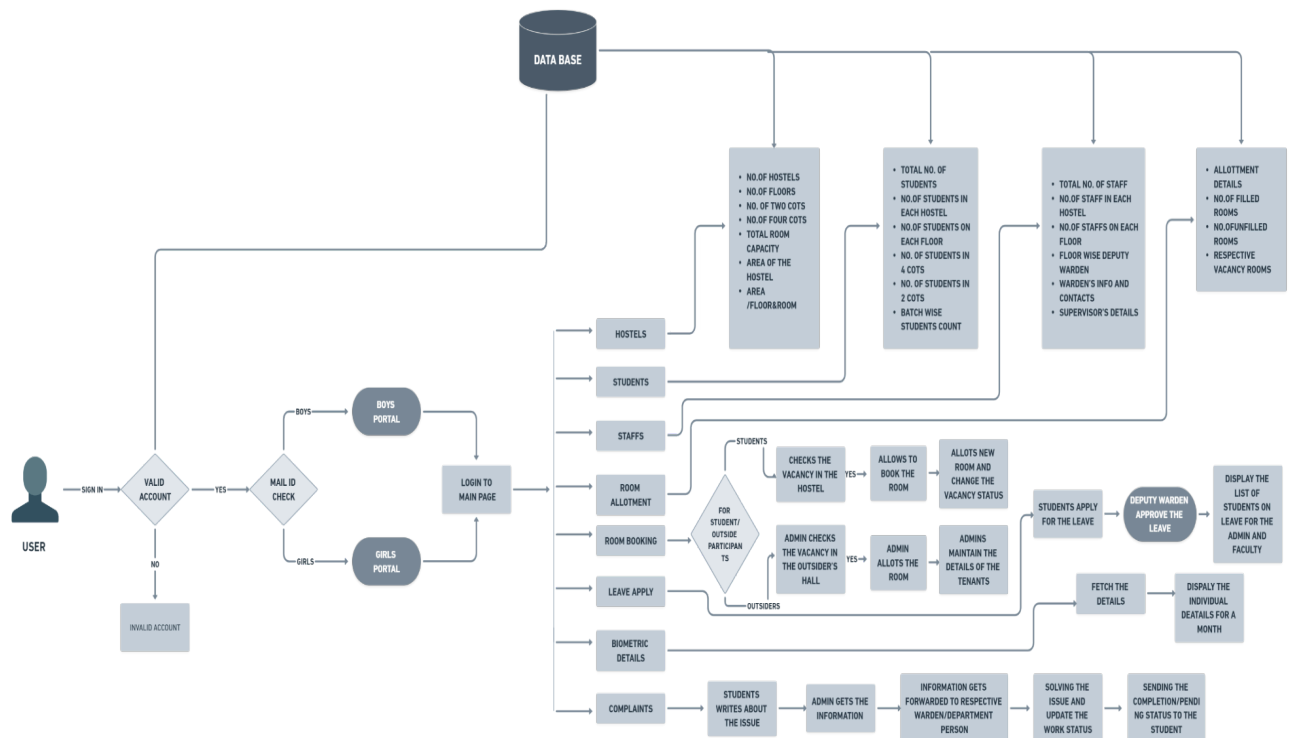 DATA BASE
• NO.OF HOSTELS
• NO.OF FLOORS
• NO. OF TWO COTS
• NO.OF FOUR COTS
• TOTAL ROOM
CAPACITY
• AREA OF THE
HOSTEL
• AREA
/FLOOR&ROOM
• TOTAL NO. OF
STUDENTS
• NO.OF STUDENTS IN
EACH HOSTEL
• NO.OF STUDENTS ON
EACH FLOOR
• NO. OF STUDENTS IN
4 COTS
• NO. OF STUDENTS IN
2 COTS
• BATCH WISE
STUDENTS COUNT
• TOTAL NO. OF STAFF
• NO.OF STAFF IN EACH
HOSTEL
• NO.OF STAFFS ON EACH
FLOOR
• FLOOR WISE DEPUTY
WARDEN
• WARDEN'S INFO AND
CONTACTS
• SUPERVISOR'S DETAILS
• ALLOTTMENT
DETAILS
• NO.OF FILLED
ROOMS
• NO.OFUNFILLED
ROOMS
• RESPECTIVE
VACANCY ROOMS
USER
SIGN IN
VALID
ACCOUNT
YES
NO
INVALID ACCOUNT
MAIL ID
CHECK
BOYS
GIRLS
BOYS
PORTAL
GIRLS
PORTAL
LOGIN TO
MAIN PAGE
HOSTELS
STUDENTS
STAFFS
ROOM
ALLOTMENT
ROOM BOOKING
LEAVE APPLY
BIOMETRIC
DETAILS
COMPLAINTS
FOR
STUDENT/
OUTSIDE
PARTICIPAN
TS
STUDENTS
CHECKS THE
VACANCY IN THE
HOSTEL
YES
ALLOWS TO
BOOK THE
ROOM
ALLOTS NEW
ROOM AND
CHANGE THE
VACANCY STATUS
OUTSIDERS
ADMIN CHECKS
THE VACANCY IN
THE OUTSIDER'S
HALL
YES
ADMIN
ALLOTS THE
ROOM
ADMINS
MAINTAIN THE
DETAILS OF THE
TENANTS
STUDENTS APPLY
FOR THE LEAVE
DEPUTY WARDEN
APPROVE THE
LEAVE
DISPLAY THE
LIST OF
STUDENTS ON
LEAVE FOR THE
ADMIN AND
FACULTY
FETCH THE
DETAILS
DISPALY THE
INDIVIDUAL
DEATAILS FOR A
MONTH
STUDENTS
WRITES ABOUT
THE ISSUE
ADMIN GETS THE
INFORMATION
INFORMATION GETS
FORWARDED TO RESPECTIVE
WARDEN/DEPARTMENT
PERSON
SOLVING THE
ISSUE AND
UPDATE THE
WORK STATUS
SENDING THE
COMPLETION/PENDI
NG STATUS TO THE
STUDENT